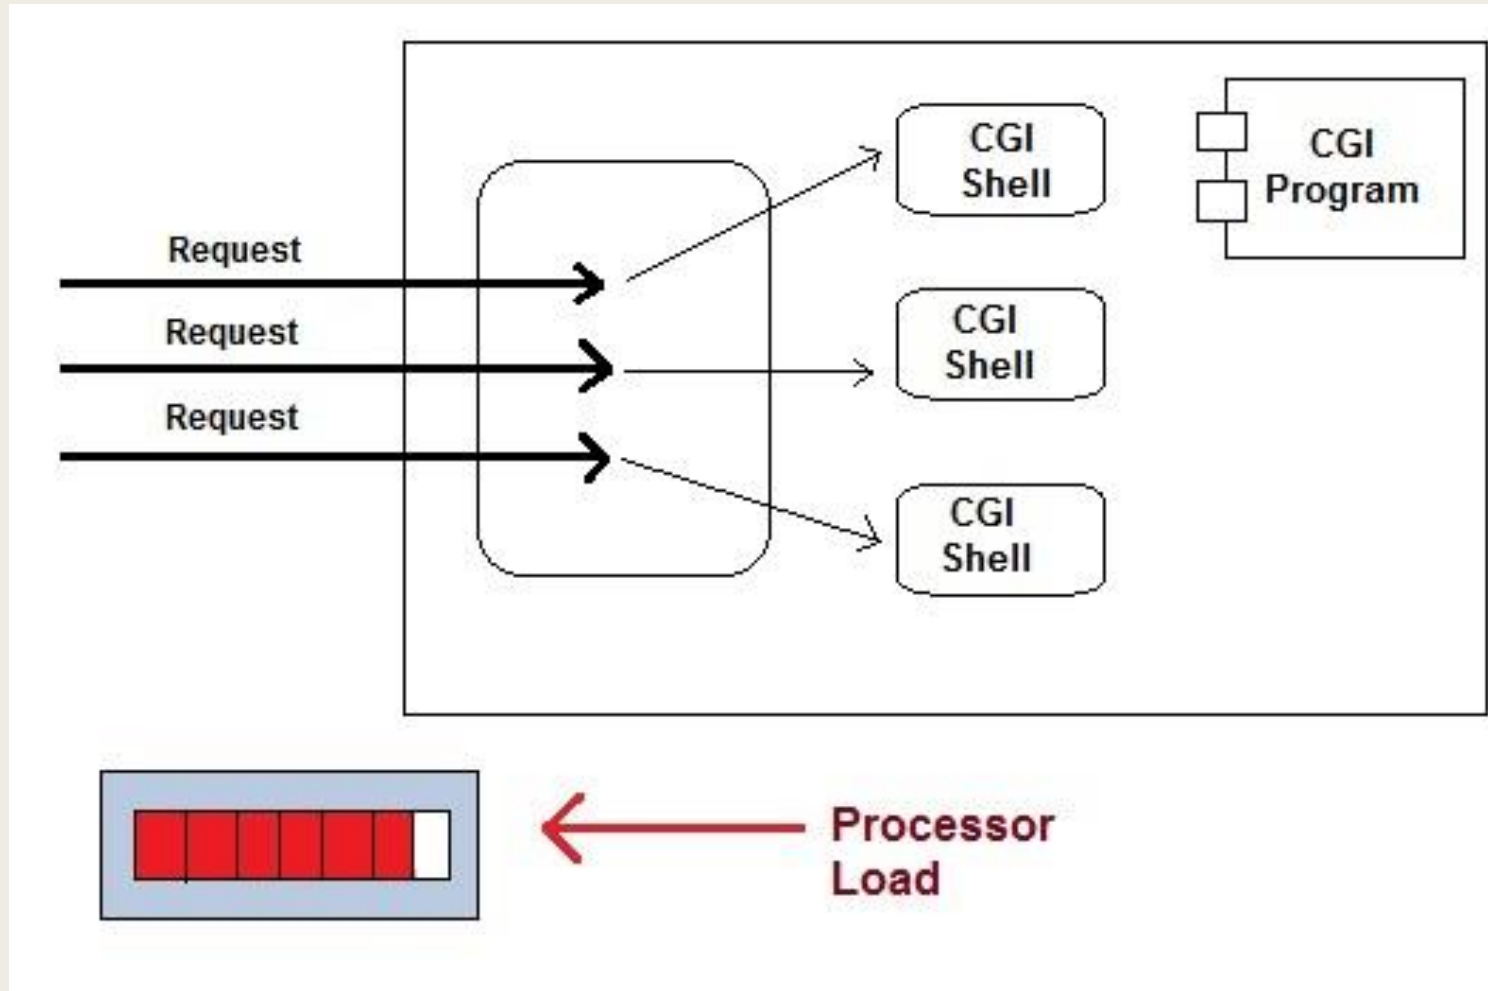 CGI
Shell
CGI
Program
Request
Request
Request
CGI
Shell
CGI
Shell
Processor
Load